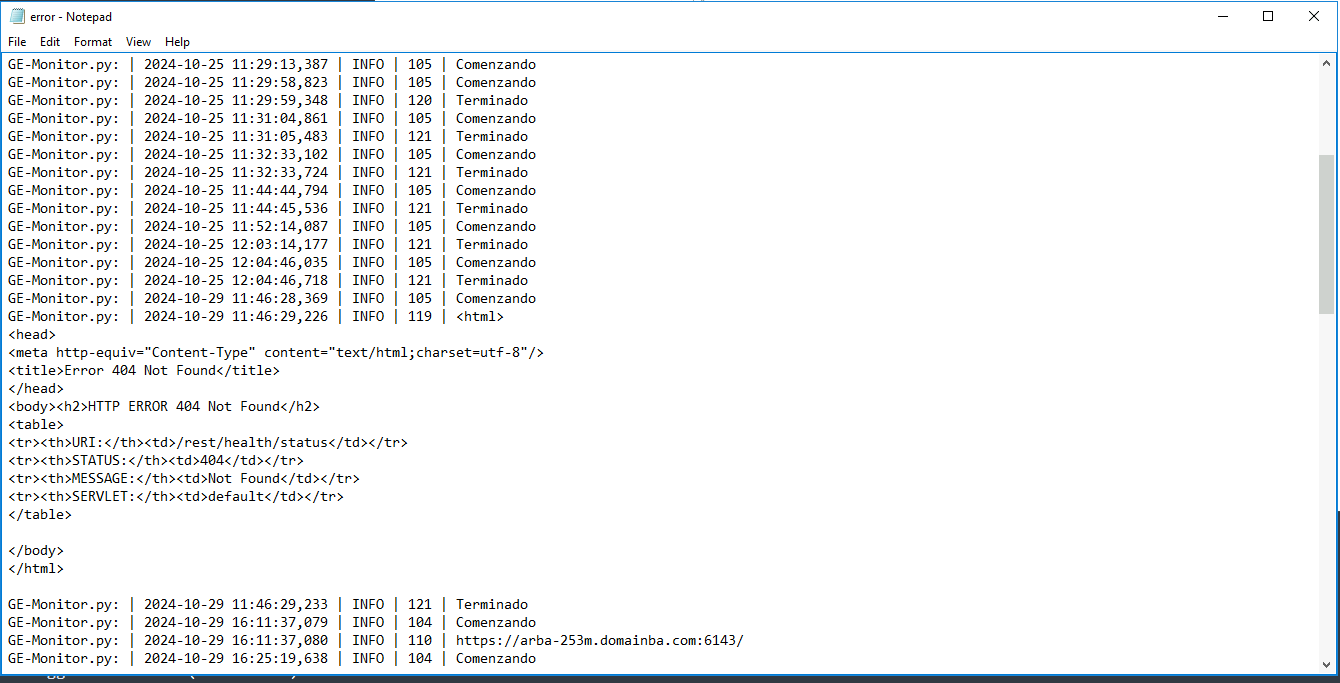 error - Notepad
File Edit Format View Help
GE-Monitor.py: | 2024-10-25 11:29:13,387 | INFO | 105 | Comenzando
GE-Monitor.py: | 2024-10-25 11:29:58,823 | INFO | 105 | Comenzando
GE-Monitor.py: | 2024-10-25 11:29:59,348 | INFO | 120 | Terminado
GE-Monitor.py: | 2024-10-25 11:31:04,861 | INFO | 105 | Comenzando
GE-Monitor.py: | 2024-10-25 11:31:05,483 | INFO | 121 | Terminado
GE-Monitor.py: | 2024-10-25 11:32:33,102 | INFO | 105 | Comenzando
GE-Monitor.py: | 2024-10-25 11:32:33,724 | INFO | 121 | Terminado
GE-Monitor.py: | 2024-10-25 11:44:44,794 | INFO | 105 | Comenzando
GE-Monitor.py: | 2024-10-25 11:44:45,536 | INFO | 121 | Terminado
GE-Monitor.py: | 2024-10-25 11:52:14,087 | INFO | 105 | Comenzando
GE-Monitor.py: | 2024-10-25 12:03:14,177 | INFO | 121 | Terminado
GE-Monitor.py: | 2024-10-25 12:04:46,035 | INFO | 105 | Comenzando
GE-Monitor.py: | 2024-10-25 12:04:46,718 | INFO | 121 | Terminado
GE-Monitor.py: | 2024-10-29 11:46:28,369 | INFO | 105 | Comenzando
GE-Monitor.py: | 2024-10-29 11:46:29,226 | INFO | 119 | <html>
<head>
<meta http-equiv="Content-Type" content="text/html;charset=utf-8"/>
<title>Error 404 Not Found</title>
</head>
<body><h2>HTTP ERROR 404 Not Found</h2>
<table>
<tr><th>URI:</th><td>/rest/health/status</td></tr>
<tr><th>STATUS:</th><td>404</td></tr>
<tr><th>MESSAGE:</th><td>Not Found</td></tr>
<tr><th>SERVLET:</th><td>default</td></tr>
</table>
</body>
</html>
GE-Monitor.py: | 2024-10-29 11:46:29,233 | INFO | 121 | Terminado
GE-Monitor.py: | 2024-10-29 16:11:37,079 | INFO | 104 | Comenzando
GE-Monitor.py: | 2024-10-29 16:11:37,080 | INFO | 110 | https://arba-253m.domainba.com:6143/
GE-Monitor.py: | 2024-10-29 16:25:19,638 | INFO | 104 | Comenzando